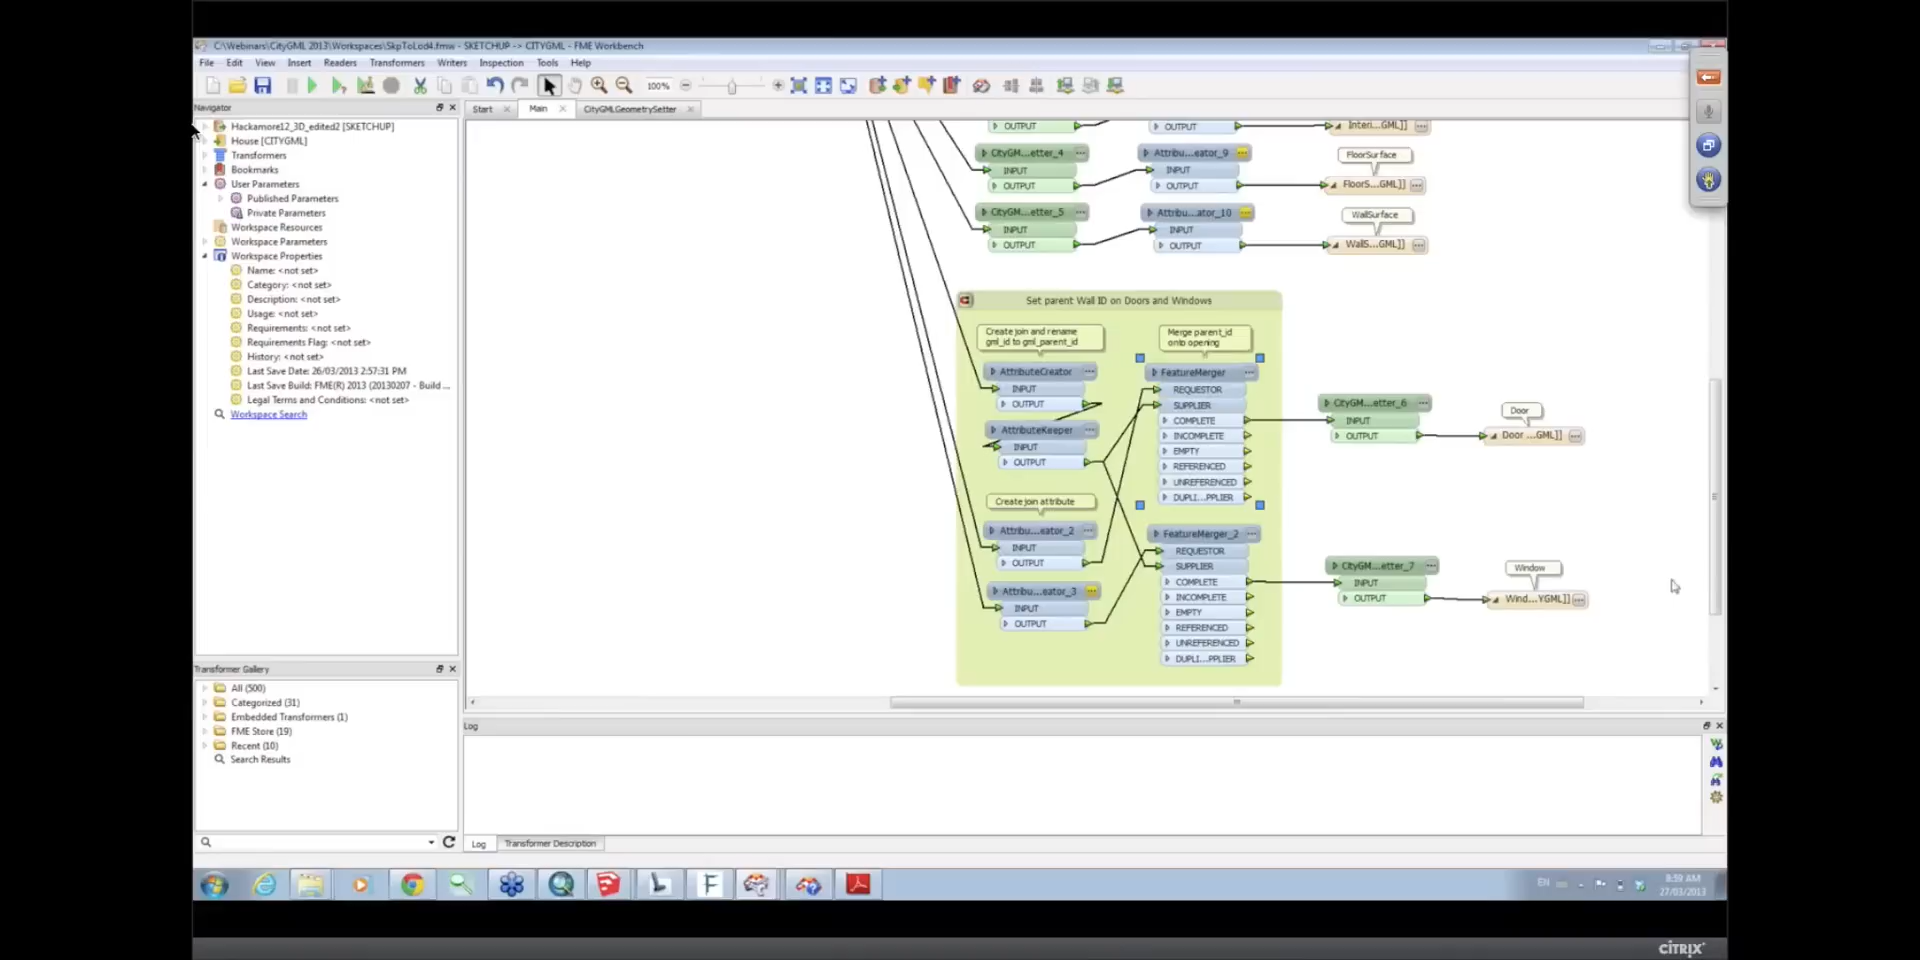 C:\Webinars\CityGML 2013\Workspaces\SkpToLod4.fmw - SKETCHUP -> CITYGML - FME Workbench
File Edit View Insert Readers Transformers Writers Inspection Tools Help
100%
Navigator
Start Main CityGMLGeometrySetter
Hackamore12_3D_edited2 [SKETCHUP]
House [CITYGML]
Transformers
Bookmarks
User Parameters
Published Parameters
Private Parameters
Workspace Resources
Workspace Parameters
Workspace Properties
Name: <not set>
Category: <not set>
Description: <not set>
Usage: <not set>
Requirements: <not set>
Requirements Flag: <not set>
History: <not set>
Last Save Date: 26/03/2013 2:57:31 PM
Last Save Build: FME(R) 2013 (20130207 - Build ...
Legal Terms and Conditions: <not set>
Workspace Search
Transformer Gallery
All (500)
Categorized (31)
Embedded Transformers (1)
FME Store (19)
Recent (10)
Search Results
OUTPUT
OUTPUT
Interi...GML]]
CityGM...etter_4
INPUT
OUTPUT
Attribu...eator_9
INPUT
OUTPUT
FloorSurface
FloorS...GML]]
CityGM...etter_5
INPUT
OUTPUT
Attribu...ator_10
INPUT
OUTPUT
WallSurface
WallS...GML]]
Set parent Wall ID on Doors and Windows
Create join and rename
gml_id to gml_parent_id
AttributeCreator
INPUT
OUTPUT
AttributeKeeper
INPUT
OUTPUT
Create join attribute
Attribu...eator_2
INPUT
OUTPUT
Attribu...eator_3
INPUT
OUTPUT
Merge parent_id
onto opening
FeatureMerger
REQUESTOR
SUPPLIER
COMPLETE
INCOMPLETE
EMPTY
REFERENCED
UNREFERENCED
DUPLI...PPLIER
FeatureMerger_2
REQUESTOR
SUPPLIER
COMPLETE
INCOMPLETE
EMPTY
REFERENCED
UNREFERENCED
DUPLI...PPLIER
CityGM...etter_6
INPUT
OUTPUT
Door
Door ...GML]]
CityGM...etter_7
INPUT
OUTPUT
Window
Wind...YGML]]
Log
Log Transformer Description
EN
8:59 AM
27/03/2013
CITRIX